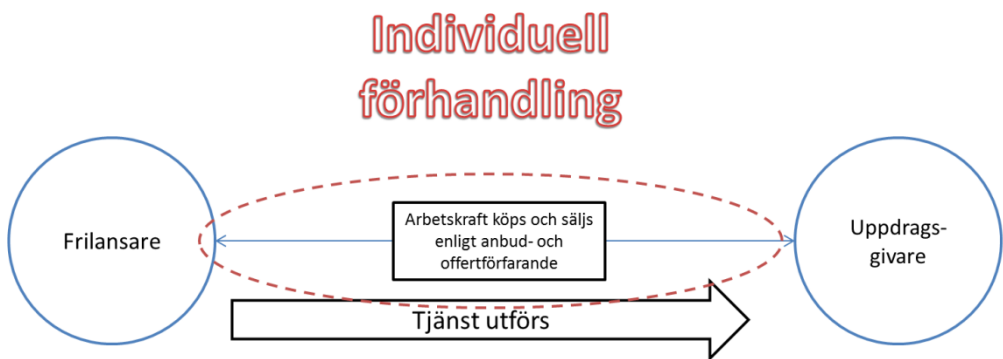 Individuell
förhandling
Frilansare
Arbetskraft köps och säljs
enligt anbud- och
offertförfarande
Uppdrags-
givare
Tjänst utförs